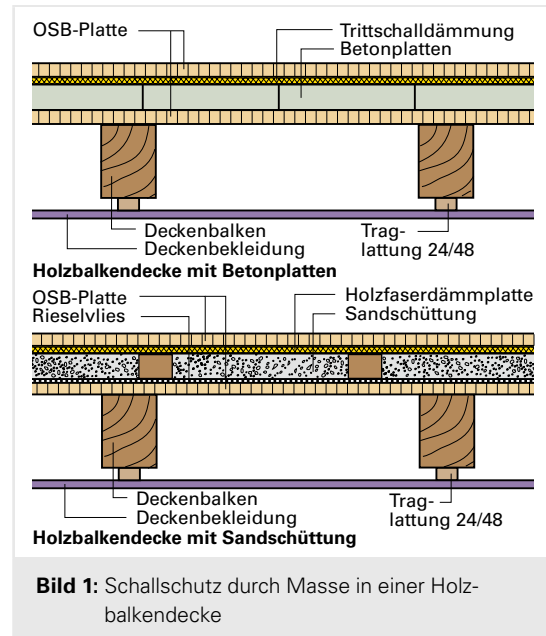 OSB-Platte
Trittschalldämmung
Betonplatten
Deckenbalken
Deckenbekleidung
Trag-
lattung 24/48
Holzbalkendecke mit Betonplatten
OSB-Platte
Rieselvlies
Holzfaserdämmplatte
Sandschüttung
Deckenbalken
Deckenbekleidung
Trag-
lattung 24/48
Holzbalkendecke mit Sandschüttung
Bild 1: Schallschutz durch Masse in einer Holz-
balkendecke